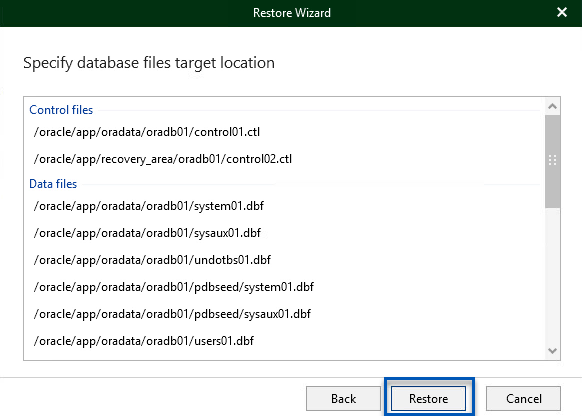 Restore Wizard
Specify database files target location
Control files
/oracle/app/oradata/oradb01/control01.ctl
/oracle/app/recovery_area/oradb01/control02.ctl
Data files
/oracle/app/oradata/oradb01/system01.dbf
/oracle/app/oradata/oradb01/sysaux01.dbf
/oracle/app/oradata/oradb01/undotbs01.dbf
/oracle/app/oradata/oradb01/pdbseed/system01.dbf
/oracle/app/oradata/oradb01/pdbseed/sysaux01.dbf
/oracle/app/oradata/oradb01/users01.dbf
Back Restore Cancel